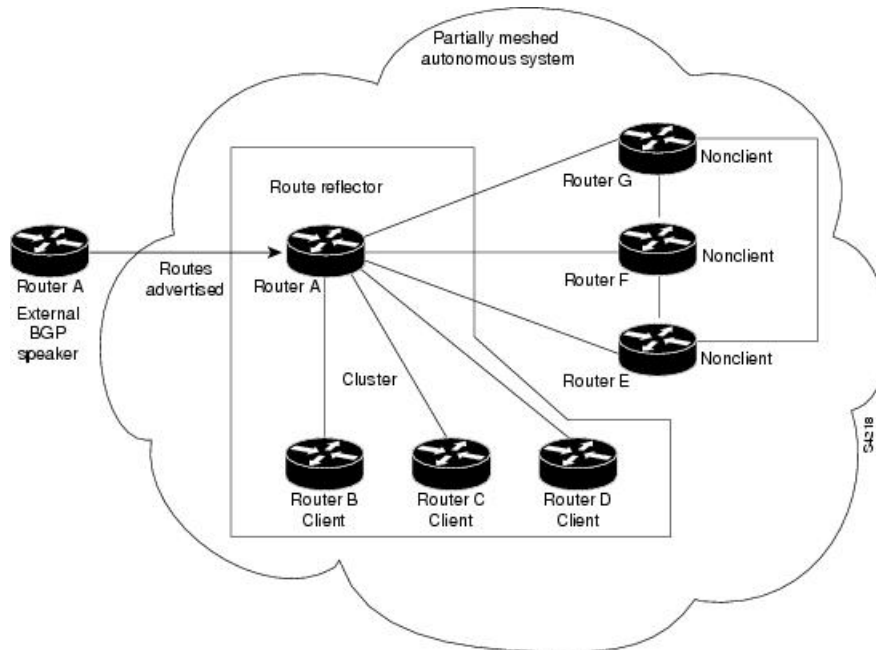 Partially meshed
autonomous system
Nonclient
Router G
Route reflector
Nonclient
Router F
Router A
Routes
advertised
Router A
External
BGP
speaker
Nonclient
Router E
Cluster
Router B
Client
Router C
Client
Router D
Client
S4218